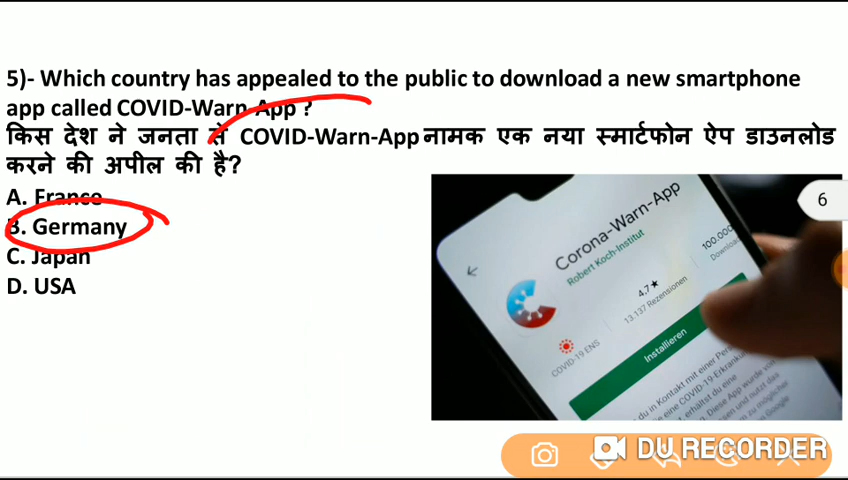 5)- Which country has appealed to the public to download a new smartphone
app called COVID-Warn-App ?
किस देश ने जनता से COVID-Warn-App नामक एक नया स्मार्टफोन ऐप डाउनलोड
करने की अपील की है?
A. France
B. Germany
C. Japan
D. USA
6
Corona-Warn-App
Robert Koch-Institut
4,7★
13.137 Rezensionen
100.000
COVID-19 ENS
Installieren
DU RECORDER